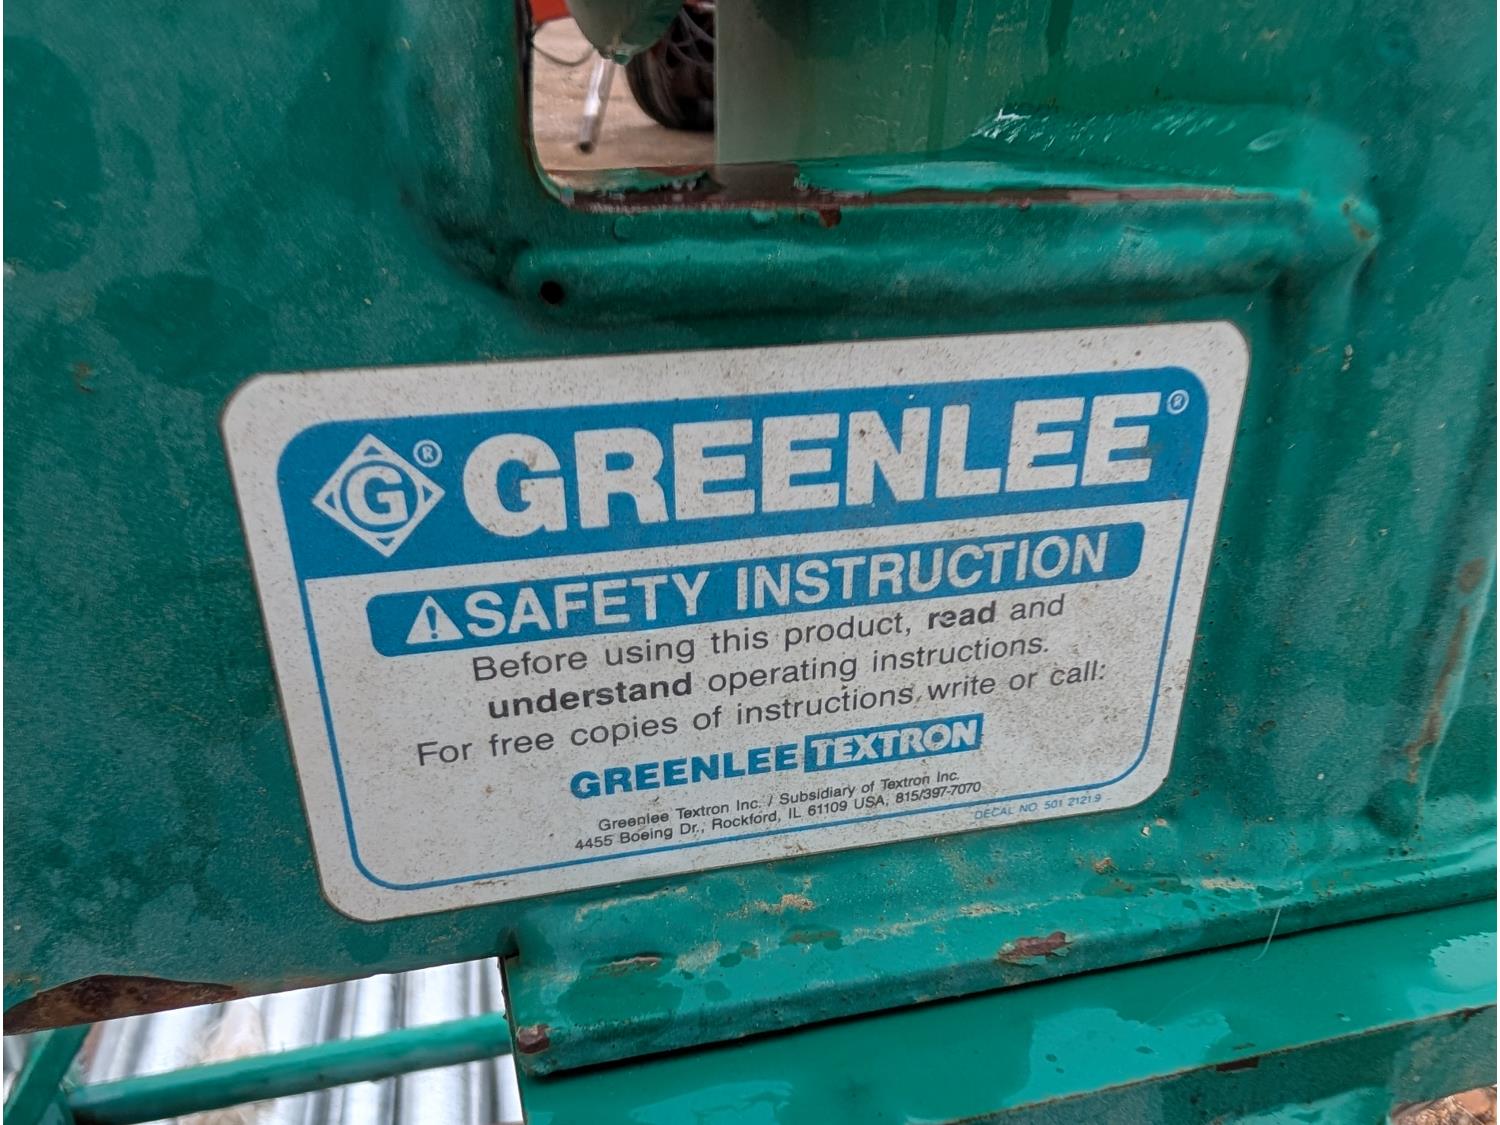 G® GREENLEE®
⚠SAFETY INSTRUCTION
Before using this product, read and
understand operating instructions.
For free copies of instructions write or call:
GREENLEE TEXTRON
Greenlee Textron Inc. / Subsidiary of Textron Inc.
4455 Boeing Dr., Rockford, IL 61109 USA, 815/397-7070
DECAL NO. 501 2121.9